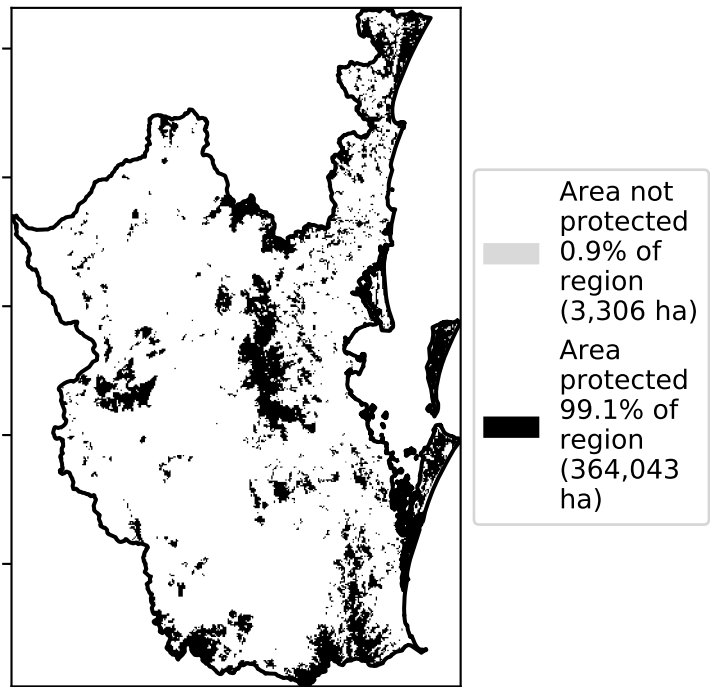 Area not
protected
0.9% of
region
(3,306 ha)
Area
protected
99.1% of
region
(364,043
ha)